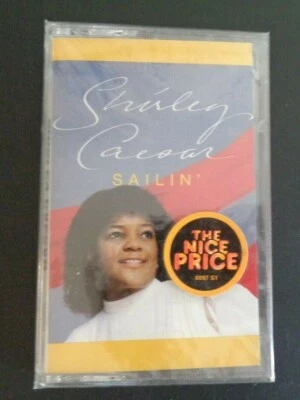 Shirley
Caesar
SAILIN'
THE
NICE
PRICE